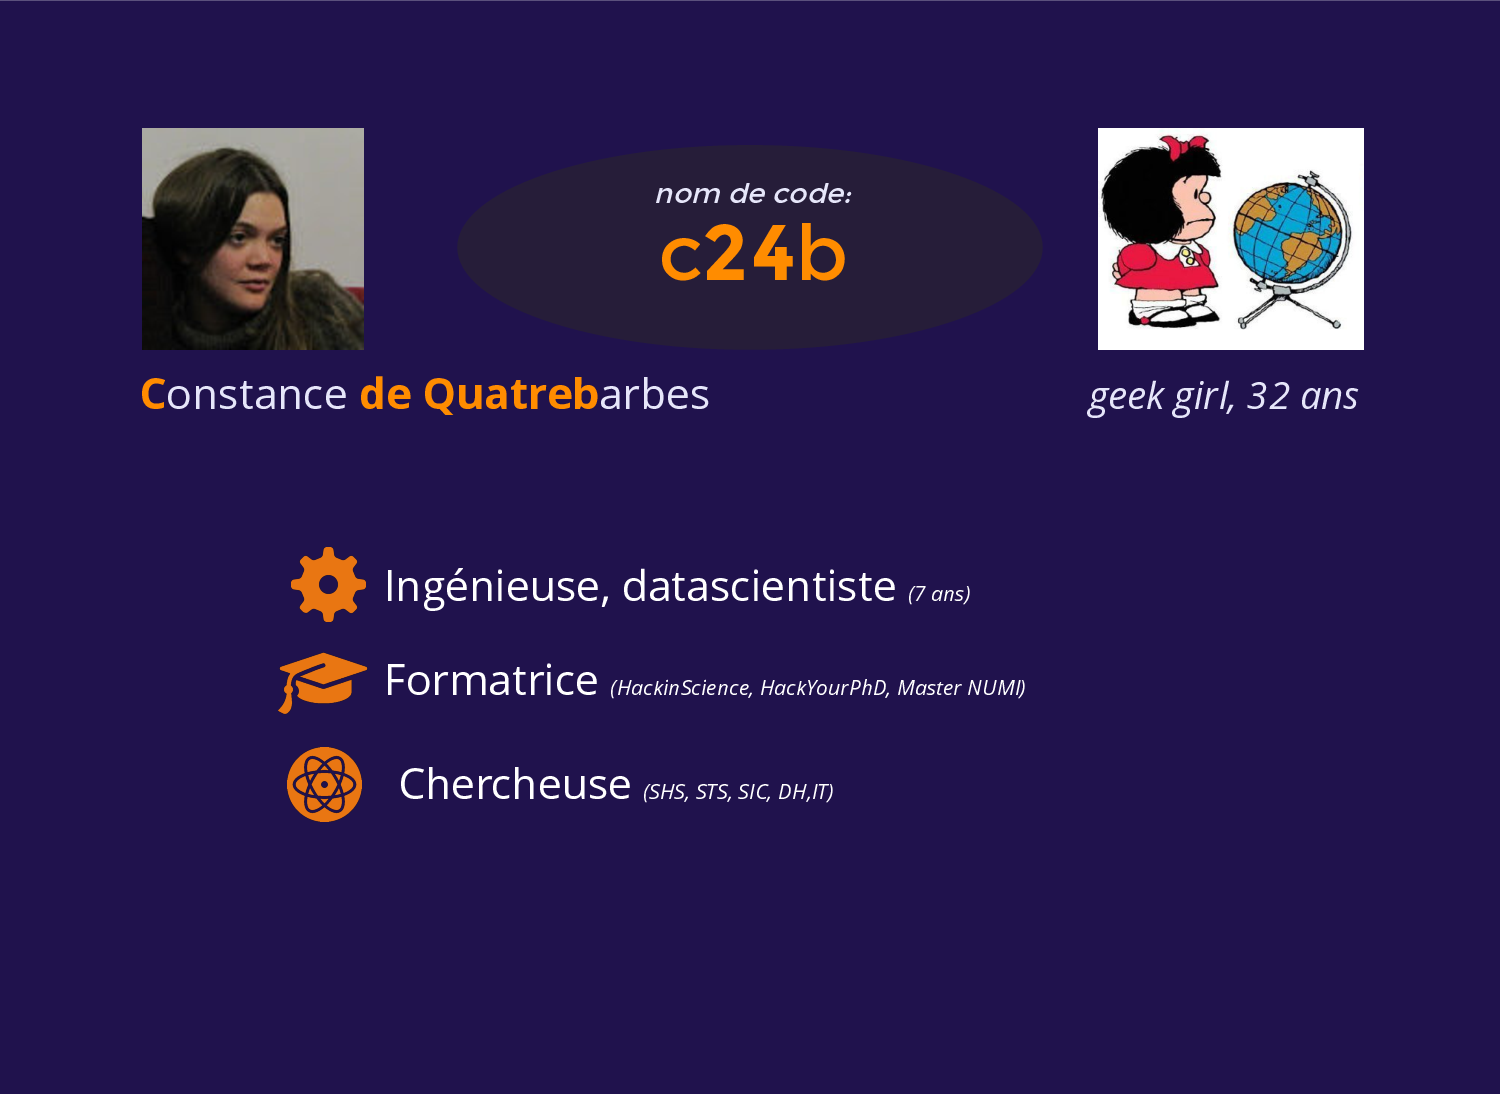 nom de code:
c24b
Constance de Quatrebarbes
geek girl, 32 ans
Ingénieuse, datascientiste (7 ans)
Formatrice (HackinScience, HackYourPhD, Master NUMI)
Chercheuse (SHS, STS, SIC, DH,IT)